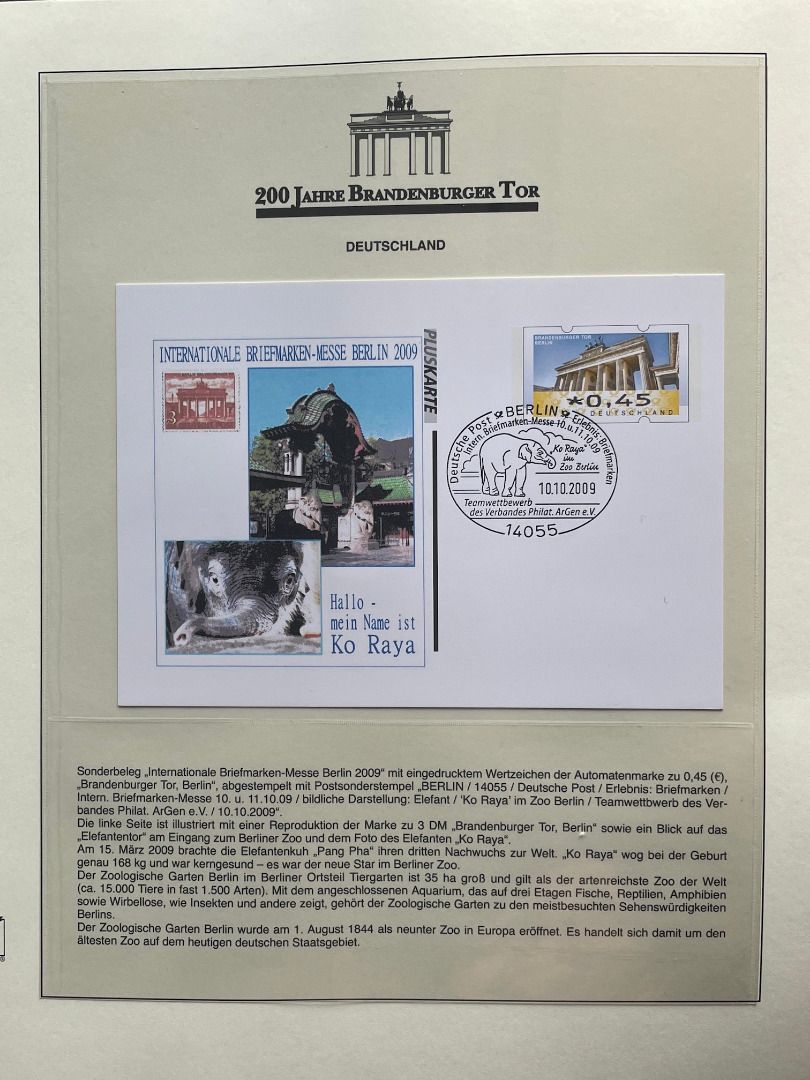 200 JAHRE BRANDENBURGER TOR
DEUTSCHLAND
INTERNATIONALE BRIEFMARKEN-MESSE BERLIN 2009
3
Hallo -
mein Name ist
Ko Raya
PLUSKARTE
BRANDENBURGER TOR
BERLIN
*0,45
DEUTSCHLAND
Deutsche Post BERLIN Erlebnis: Briefmarken
Intern. Briefmarken-Messe 10. u. 11.10.09
„Ko Raya"
im
Zoo Berlin
10.10.2009
Teamwettbewerb
des Verbandes Philat. ArGen e.V.
14055
Sonderbeleg „Internationale Briefmarken-Messe Berlin 2009" mit eingedrucktem Wertzeichen der Automatenmarke zu 0,45 (€),
„Brandenburger Tor, Berlin", abgestempelt mit Postsonderstempel „BERLIN / 14055 / Deutsche Post / Erlebnis: Briefmarken /
Intern. Briefmarken-Messe 10. u. 11.10.09 / bildliche Darstellung: Elefant / 'Ko Raya' im Zoo Berlin / Teamwettbewerb des Ver-
bandes Philat. ArGen e.V. / 10.10.2009".
Die linke Seite ist illustriert mit einer Reproduktion der Marke zu 3 DM „Brandenburger Tor, Berlin" sowie ein Blick auf das
„Elefantentor" am Eingang zum Berliner Zoo und dem Foto des Elefanten „Ko Raya".
Am 15. März 2009 brachte die Elefantenkuh „Pang Pha" ihren dritten Nachwuchs zur Welt. „Ko Raya" wog bei der Geburt
genau 168 kg und war kerngesund – es war der neue Star im Berliner Zoo.
Der Zoologische Garten Berlin im Berliner Ortsteil Tiergarten ist 35 ha groß und gilt als der artenreichste Zoo der Welt
(ca. 15.000 Tiere in fast 1.500 Arten). Mit dem angeschlossenen Aquarium, das auf drei Etagen Fische, Reptilien, Amphibien
sowie Wirbellose, wie Insekten und andere zeigt, gehört der Zoologische Garten zu den meistbesuchten Sehenswürdigkeiten
Berlins.
Der Zoologische Garten Berlin wurde am 1. August 1844 als neunter Zoo in Europa eröffnet. Es handelt sich damit um den
ältesten Zoo auf dem heutigen deutschen Staatsgebiet.